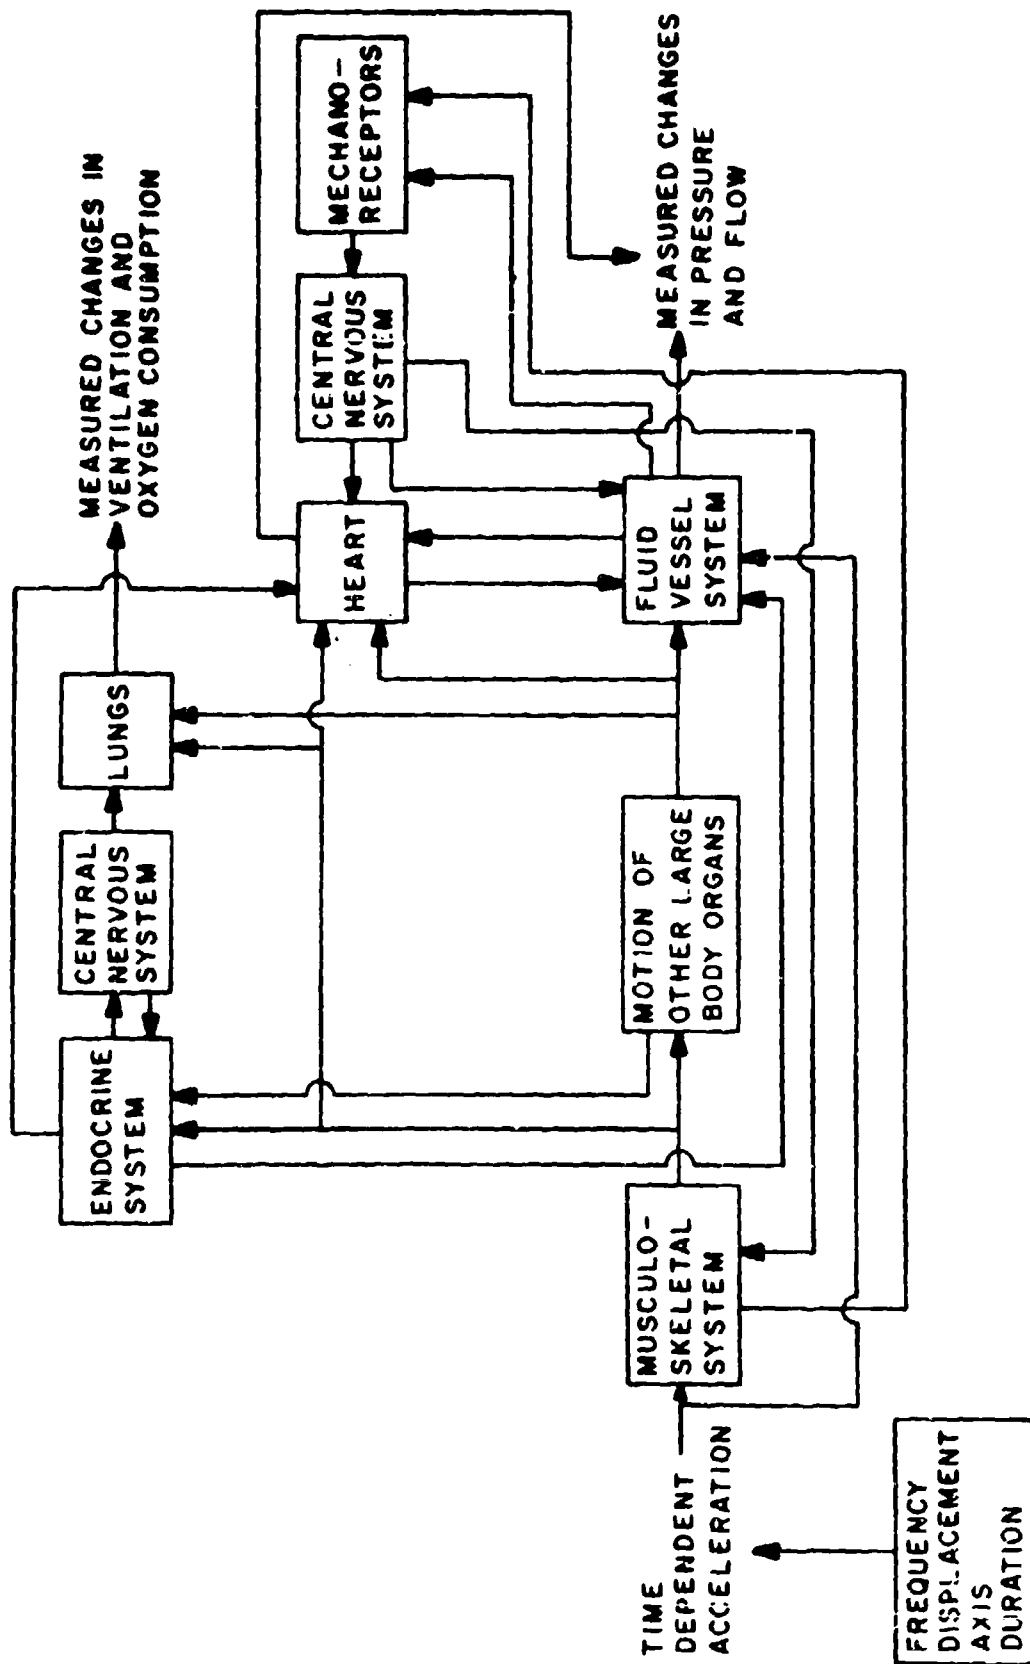 MEASURED CHANGES IN
VENTILATION AND
OXYGEN CONSUMPTION
ENDOCRINE
SYSTEM
CENTRAL
NERVOUS
SYSTEM
LUNGS
HEART
CENTRAL
NERVOUS
SYSTEM
MECHANO-
RECEPTORS
MUSCULO-
SKELETAL
SYSTEM
MOTION OF
OTHER LARGE
BODY ORGANS
FLUID
VESSEL
SYSTEM
MEASURED CHANGES
IN PRESSURE
AND FLOW
TIME
DEPENDENT
ACCELERATION
FREQUENCY
DISPLACEMENT
AXIS
DURATION